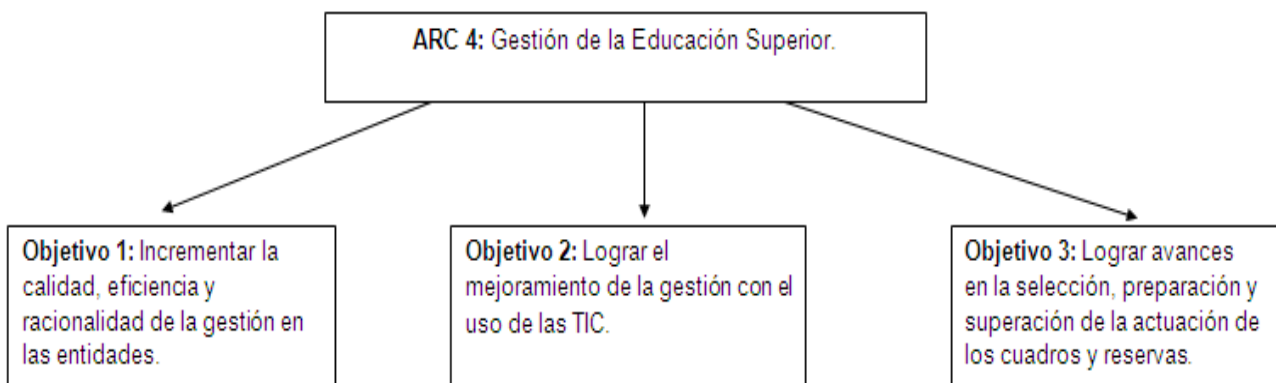 ARC 4: Gestión de la Educación Superior.
Objetivo 1: Incrementar la
calidad, eficiencia y
racionalidad de la gestión en
las entidades.
Objetivo 2: Lograr el
mejoramiento de la gestión con el
uso de las TIC.
Objetivo 3: Lograr avances
en la selección, preparación y
superación de la actuación de
los cuadros y reservas.